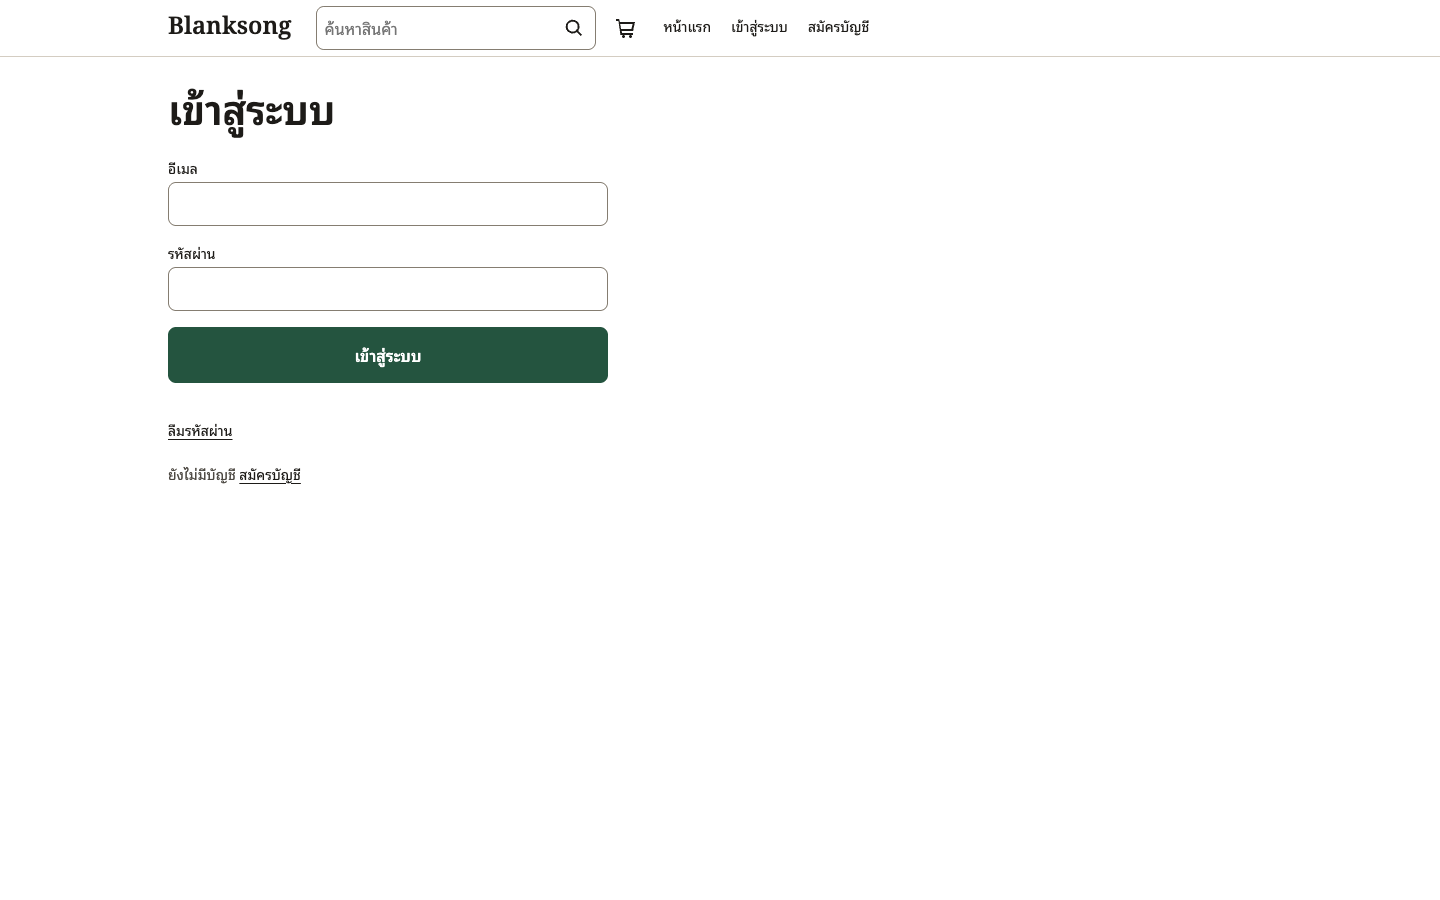 Blanksong
ค้นหาสินค้า
หน้าแรก
เข้าสู่ระบบ
สมัครบัญชี
เข้าสู่ระบบ
อีเมล
รหัสผ่าน
เข้าสู่ระบบ
ลืมรหัสผ่าน
ยังไม่มีบัญชี สมัครบัญชี